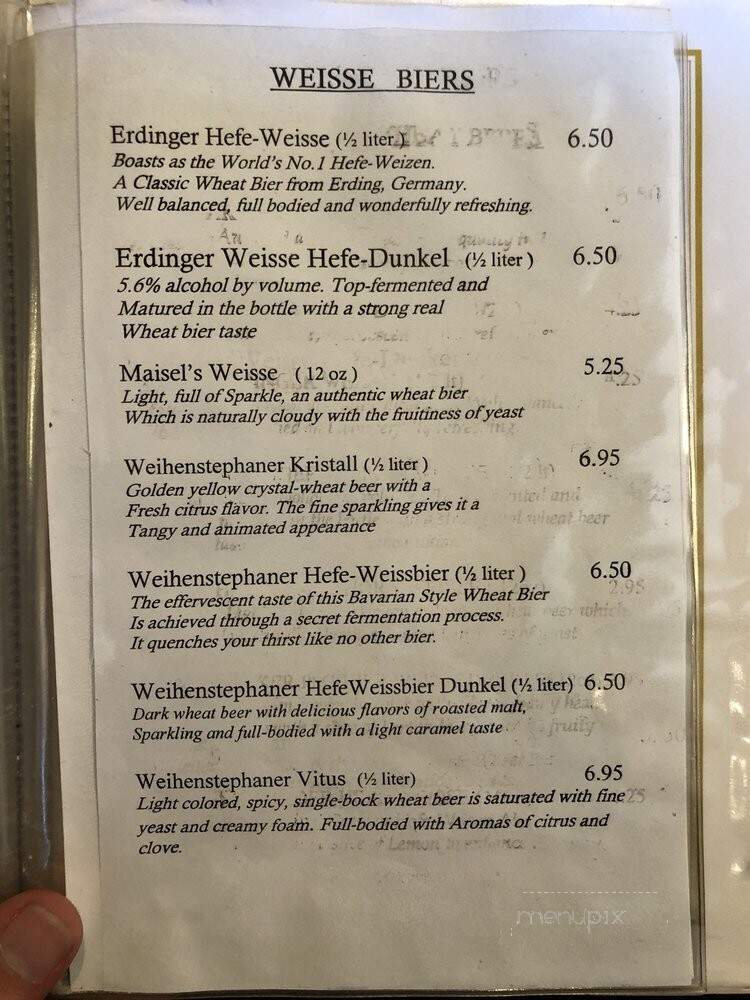 WEISSE BIERS
Erdinger Hefe-Weisse (½ liter ) 6.50
Boasts as the World's No.1 Hefe-Weizen.
A Classic Wheat Bier from Erding, Germany.
Well balanced, full bodied and wonderfully refreshing.
Erdinger Weisse Hefe-Dunkel (½ liter ) 6.50
5.6% alcohol by volume. Top-fermented and
Matured in the bottle with a strong real
Wheat bier taste
Maisel's Weisse ( 12 oz ) 5.25
Light, full of Sparkle, an authentic wheat bier
Which is naturally cloudy with the fruitiness of yeast
Weihenstephaner Kristall (½ liter ) 6.95
Golden yellow crystal-wheat beer with a
Fresh citrus flavor. The fine sparkling gives it a
Tangy and animated appearance
Weihenstephaner Hefe-Weissbier (½ liter ) 6.50
The effervescent taste of this Bavarian Style Wheat Bier
Is achieved through a secret fermentation process.
It quenches your thirst like no other bier.
Weihenstephaner HefeWeissbier Dunkel (½ liter) 6.50
Dark wheat beer with delicious flavors of roasted malt,
Sparkling and full-bodied with a light caramel taste
Weihenstephaner Vitus (½ liter) 6.95
Light colored, spicy, single-bock wheat beer is saturated with fine
yeast and creamy foam. Full-bodied with Aromas of citrus and
clove.
menupix